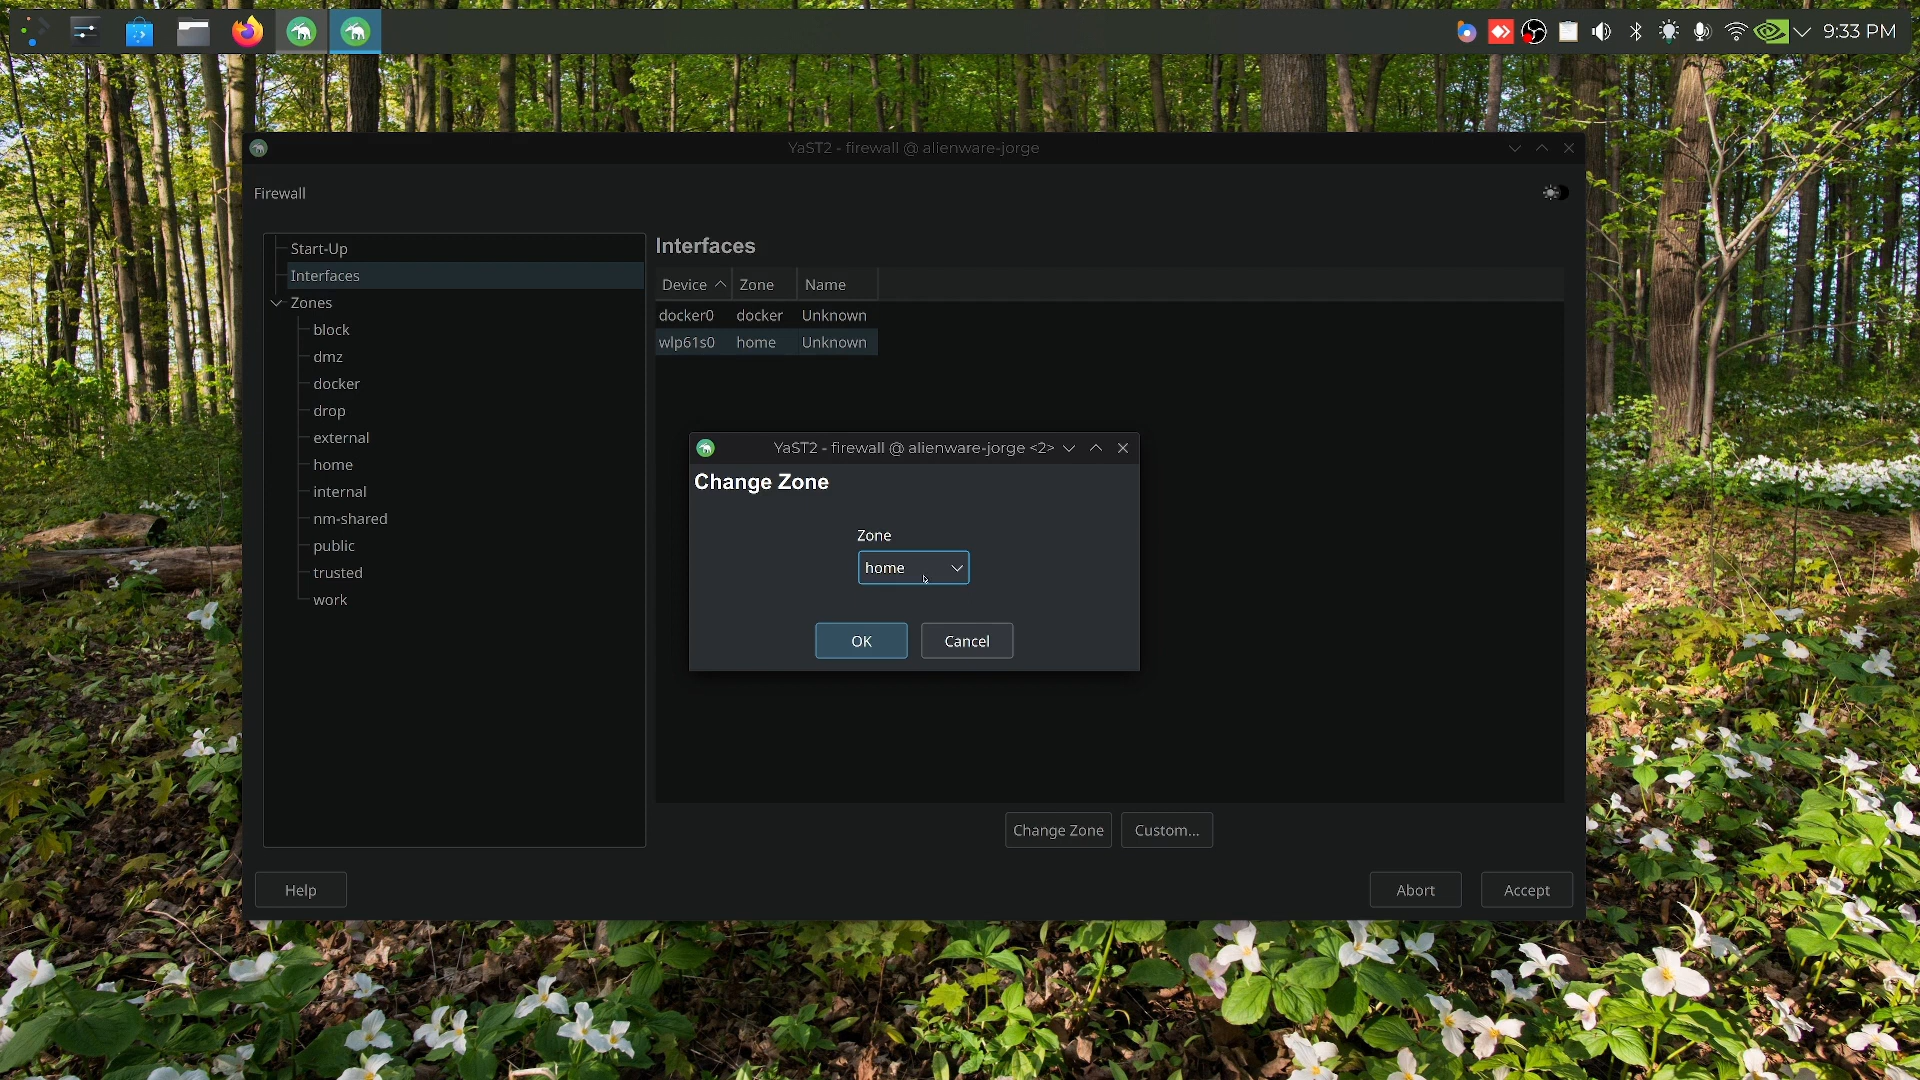 9:33 PM
YaST2 - firewall @ alienware-jorge
Firewall
Start-Up
Interfaces
Zones
block
dmz
docker
drop
external
home
internal
nm-shared
public
trusted
work
Interfaces
Device Zone Name
docker0 docker Unknown
wlp61s0 home Unknown
YaST2 - firewall @ alienware-jorge <2>
Change Zone
Zone
home
OK Cancel
Change Zone Custom...
Help Abort Accept